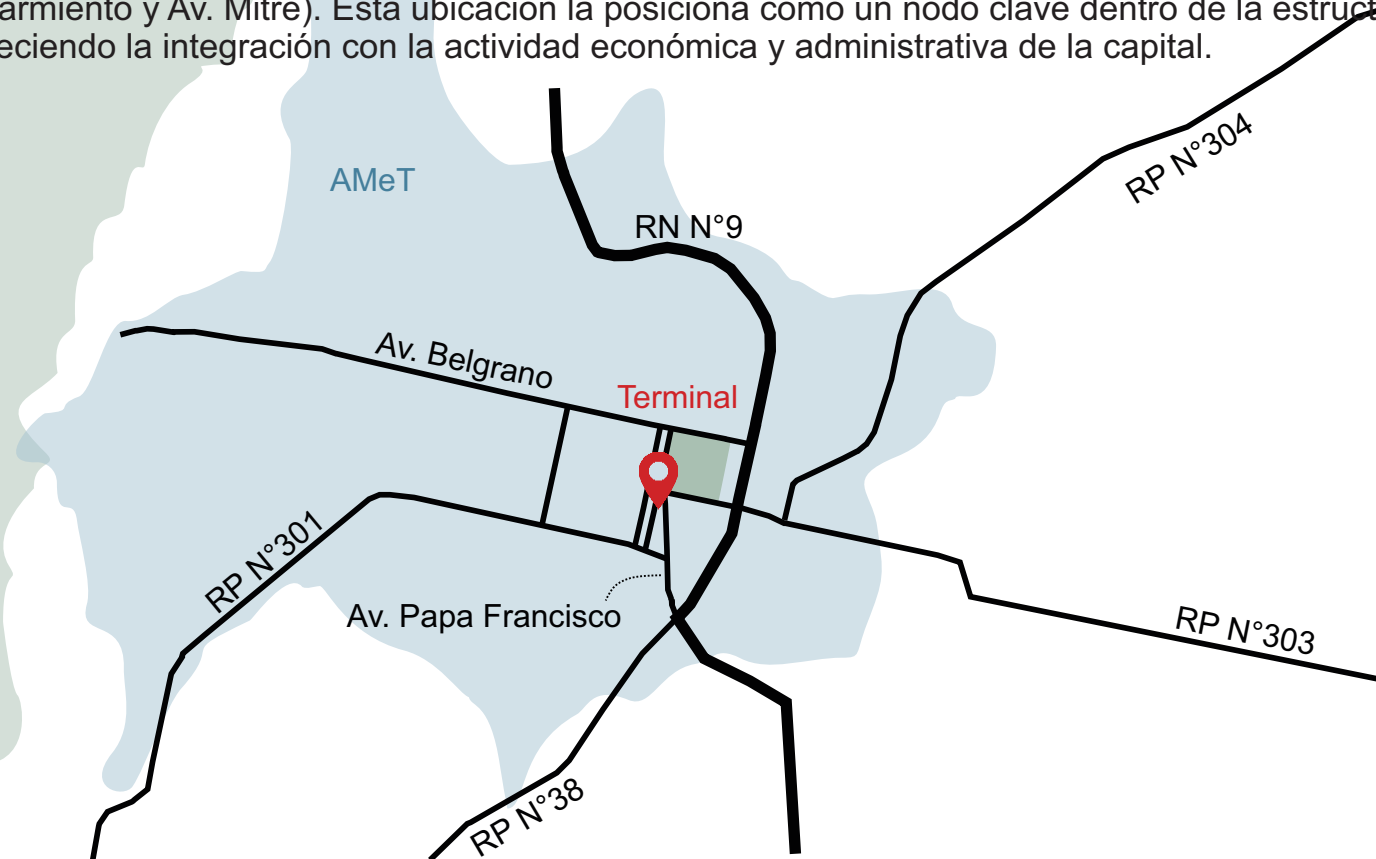 armiento y Av. Mitre). Esta ubicación la posiciona como un nodo clave dentro de la estruct
eciendo la integración con la actividad económica y administrativa de la capital.
RP N°304
AMeT
RN N°9
Av. Belgrano
Terminal
RP N°301
Av. Papa Francisco
RP N°303
RP N°38